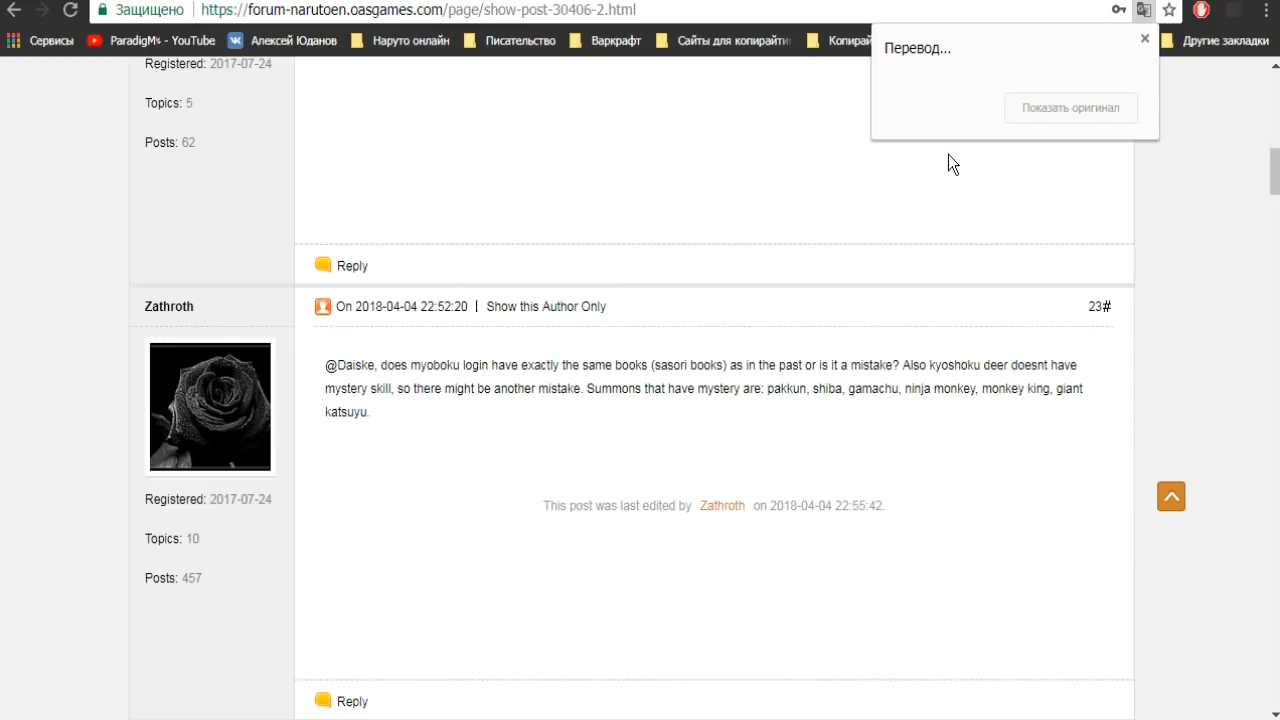 Защищено https://forum-narutoen.oasgames.com/page/show-post-30406-2.html
Сервисы ParadigMъ - YouTube Алексей Юданов Наруто онлайн Писательство Варкрафт Сайты для копирайти Копирай Другие закладки
Перевод...
Показать оригинал
Registered: 2017-07-24
Topics: 5
Posts: 62
Reply
Zathroth
On 2018-04-04 22:52:20 | Show this Author Only 23#
@Daiske, does myoboku login have exactly the same books (sasori books) as in the past or is it a mistake? Also kyoshoku deer doesnt have
mystery skill, so there might be another mistake. Summons that have mystery are: pakkun, shiba, gamachu, ninja monkey, monkey king, giant
katsuyu.
This post was last edited by Zathroth on 2018-04-04 22:55:42.
Registered: 2017-07-24
Topics: 10
Posts: 457
Reply